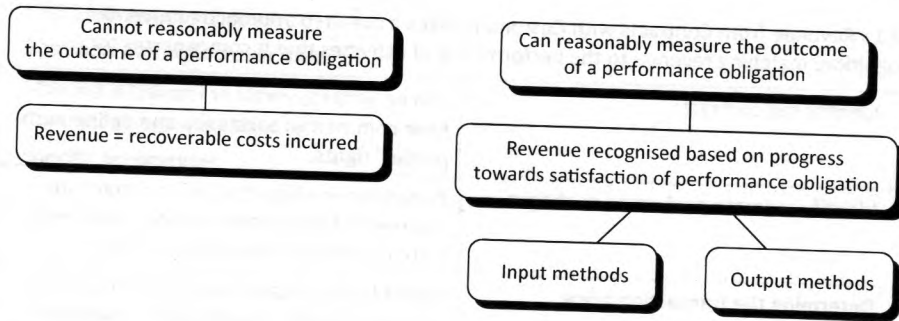 Cannot reasonably measure
the outcome of a performance obligation
Revenue = recoverable costs incurred
Can reasonably measure the outcome
of a performance obligation
Revenue recognised based on progress
towards satisfaction of performance obligation
Input methods
Output methods